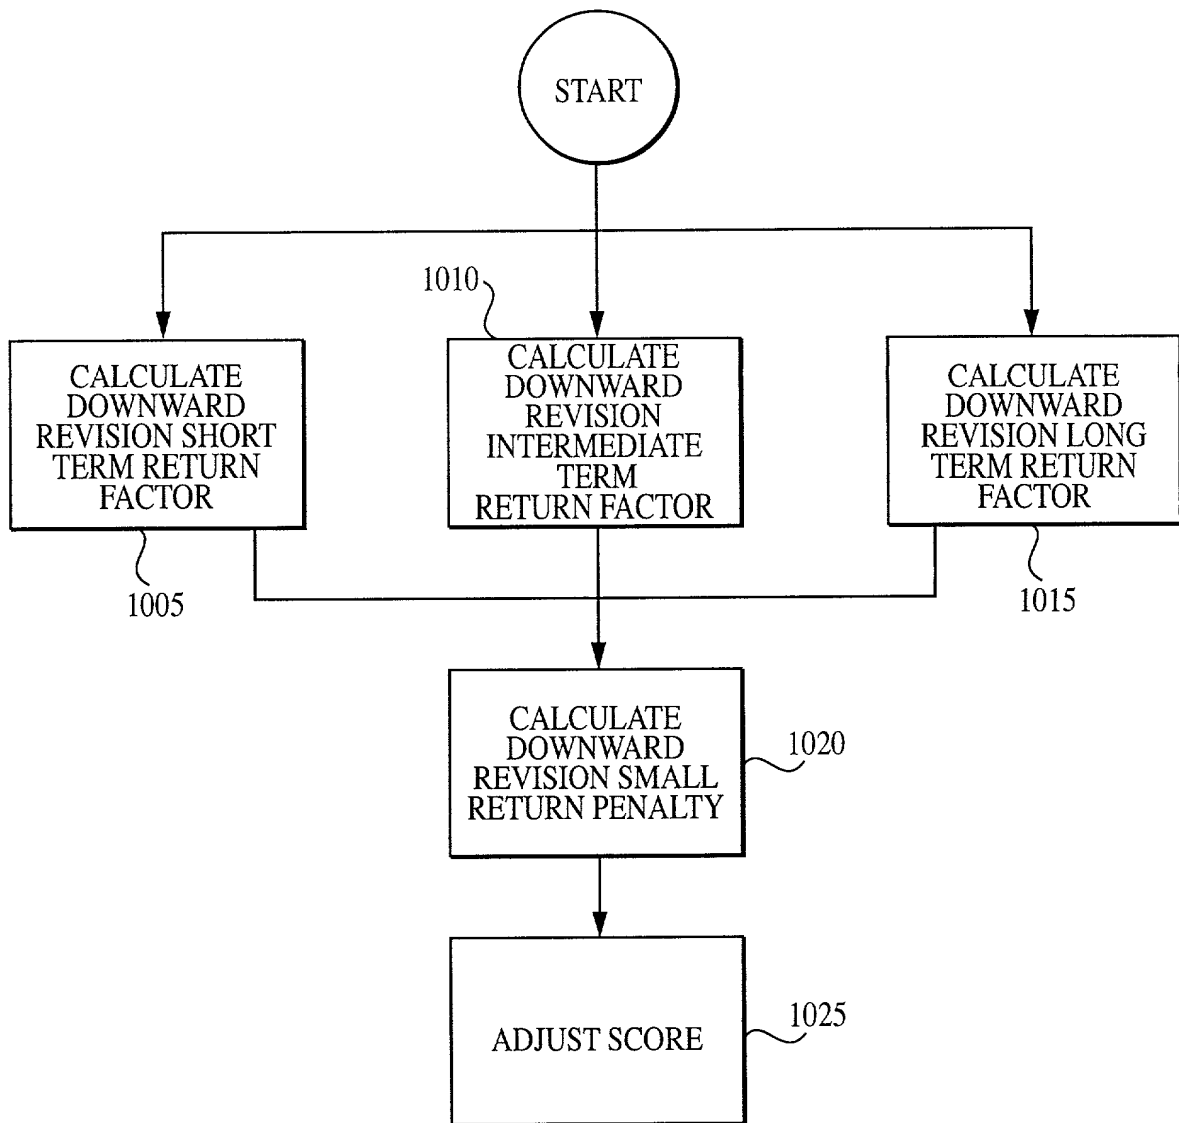 START
1010
CALCULATE
DOWNWARD
REVISION SHORT
TERM RETURN
FACTOR
CALCULATE
DOWNWARD
REVISION
INTERMEDIATE
TERM
RETURN FACTOR
CALCULATE
DOWNWARD
REVISION LONG
TERM RETURN
FACTOR
1005
1015
CALCULATE
DOWNWARD
REVISION SMALL
RETURN PENALTY
1020
ADJUST SCORE
1025